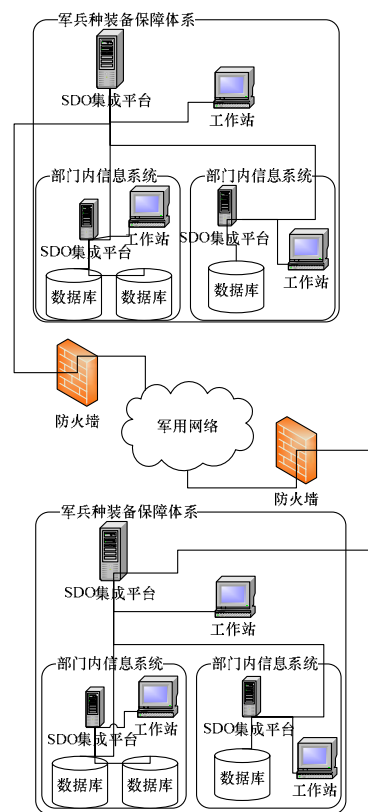 军兵种装备保障体系
SDO集成平台
工作站
部门内信息系统
部门内信息系统
SDO集成平台
工作站
SDO集成平台
工作站
数据库
数据库
数据库
防火墙
军用网络
防火墙
军兵种装备保障体系
SDO集成平台
工作站
部门内信息系统
部门内信息系统
SDO集成平台
工作站
SDO集成平台
工作站
数据库
数据库
数据库